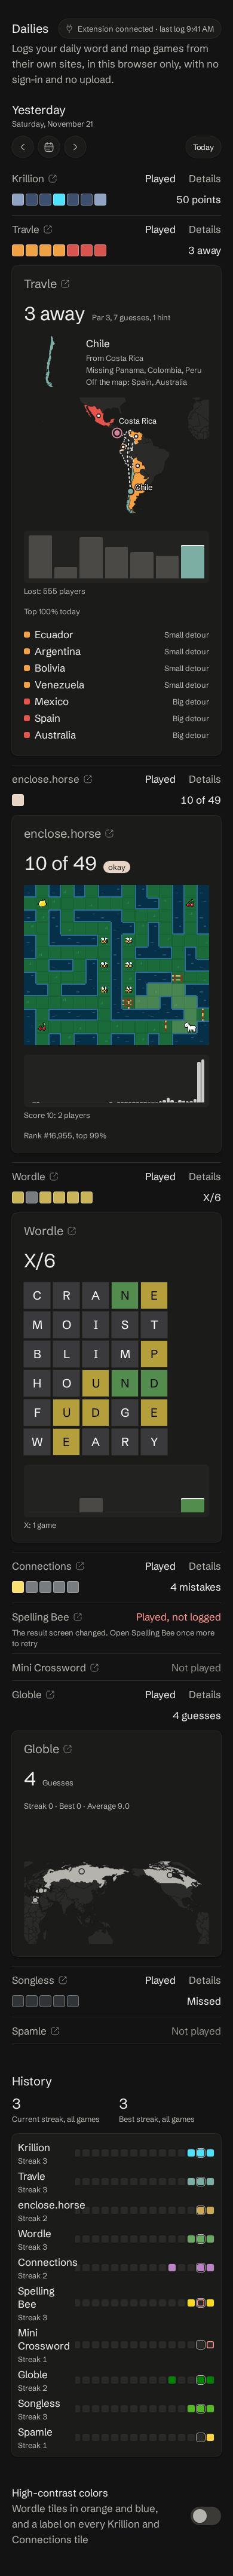 Dailies
Extension connected · last log 9:41 AM
Logs your daily word and map games from
their own sites, in this browser only, with no
sign-in and no upload.
Yesterday
Saturday, November 21
Today
Krillion Played Details
50 points
Travle Played Details
3 away
Travle
3 away Par 3, 7 guesses, 1 hint
Chile
From Costa Rica
Missing Panama, Colombia, Peru
Off the map: Spain, Australia
Costa Rica
Chile
Lost: 555 players
Top 100% today
Ecuador Small detour
Argentina Small detour
Bolivia Small detour
Venezuela Small detour
Mexico Big detour
Spain Big detour
Australia Big detour
enclose.horse Played Details
10 of 49
enclose.horse
10 of 49 okay
Score 10: 2 players
Rank #16,955, top 99%
Wordle Played Details
X/6
Wordle
X/6
C R A N E
M O I S T
B L I M P
H O U N D
F U D G E
W E A R Y
X: 1 game
Connections Played Details
4 mistakes
Spelling Bee Played, not logged
The result screen changed. Open Spelling Bee once more
to retry
Mini Crossword Not played
Globle Played Details
4 guesses
Globle
4 Guesses
Streak 0 · Best 0 · Average 9.0
Songless Played Details
Missed
Spamle Not played
History
3 3
Current streak, all games Best streak, all games
Krillion
Streak 3
Travle
Streak 3
enclose.horse
Streak 2
Wordle
Streak 3
Connections
Streak 2
Spelling
Bee
Streak 3
Mini
Crossword
Streak 1
Globle
Streak 2
Songless
Streak 3
Spamle
Streak 1
High-contrast colors
Wordle tiles in orange and blue,
and a label on every Krillion and
Connections tile